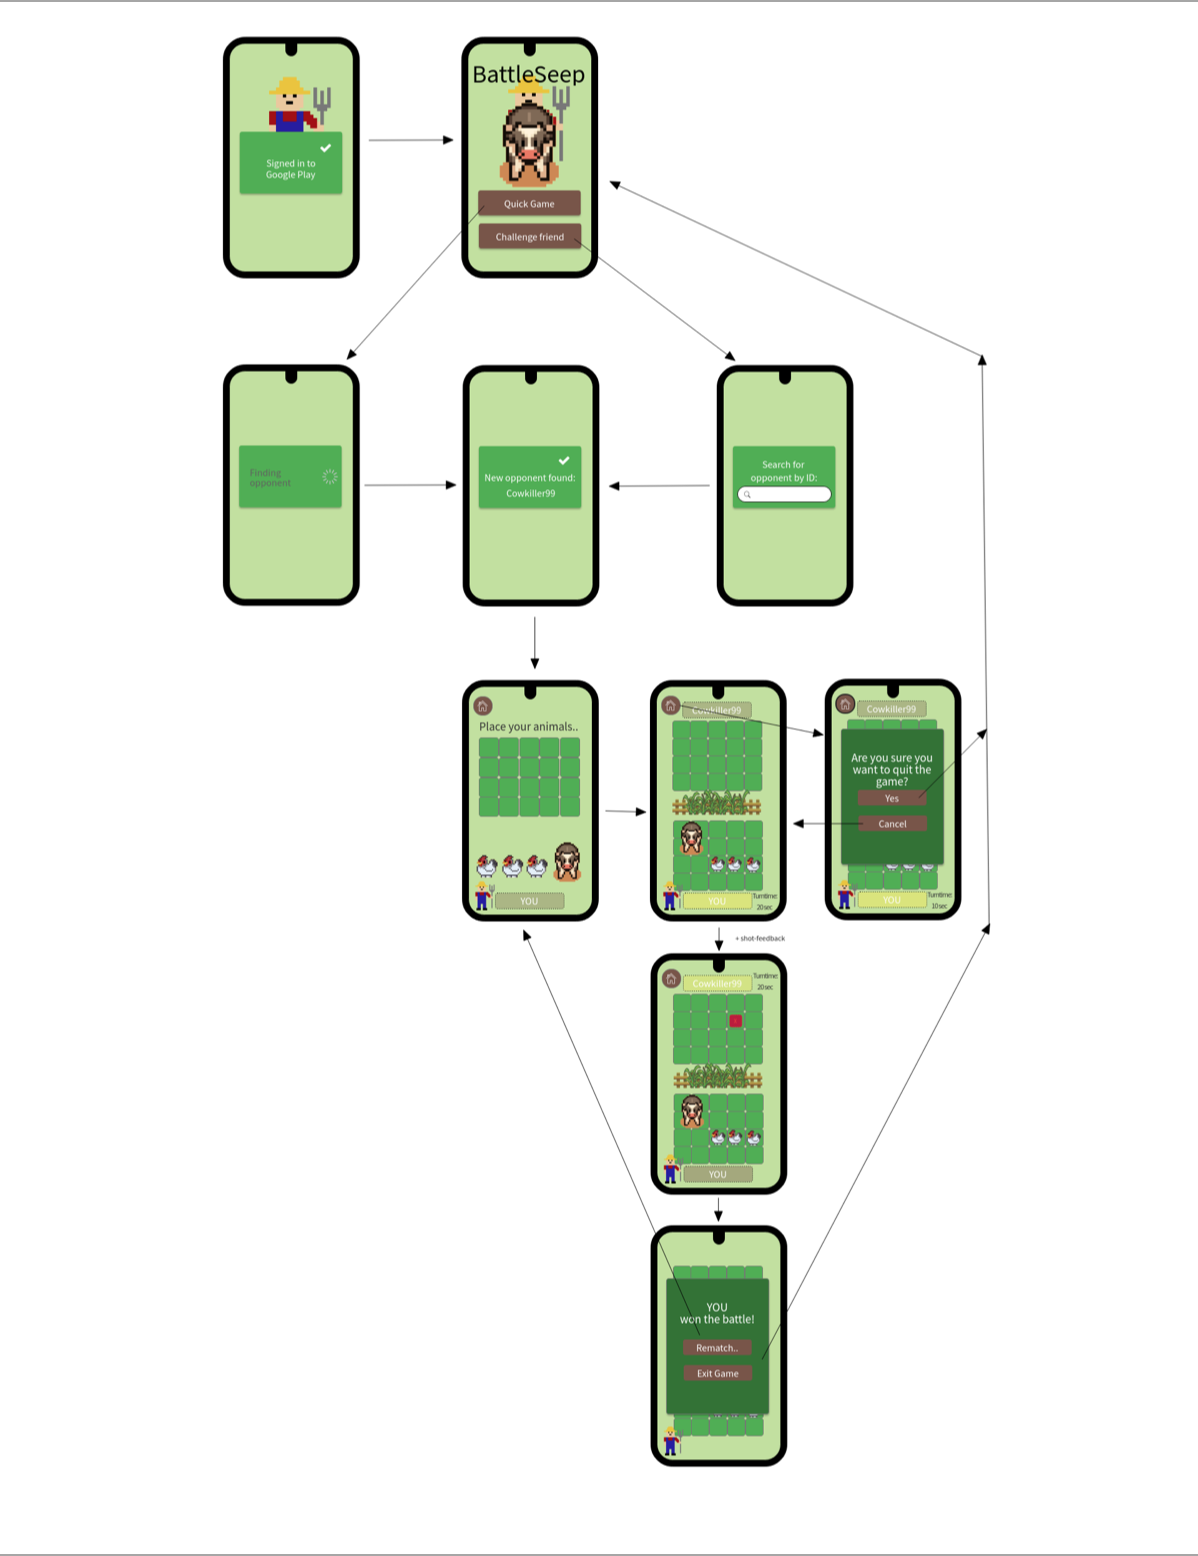 Signed in to
Google Play
BattleSeep
Quick Game
Challenge friend
Finding
opponent
New opponent found:
Cowkiller99
Search for
opponent by ID:
Place your animals..
YOU
Cowkiller99
YOU
Turntime:
20sec
Cowkiller99
Are you sure you
want to quit the
game?
Yes
Cancel
YOU
Turntime:
10sec
+ shot-feedback
Cowkiller99
Turntime:
20sec
YOU
YOU
won the battle!
Rematch..
Exit Game